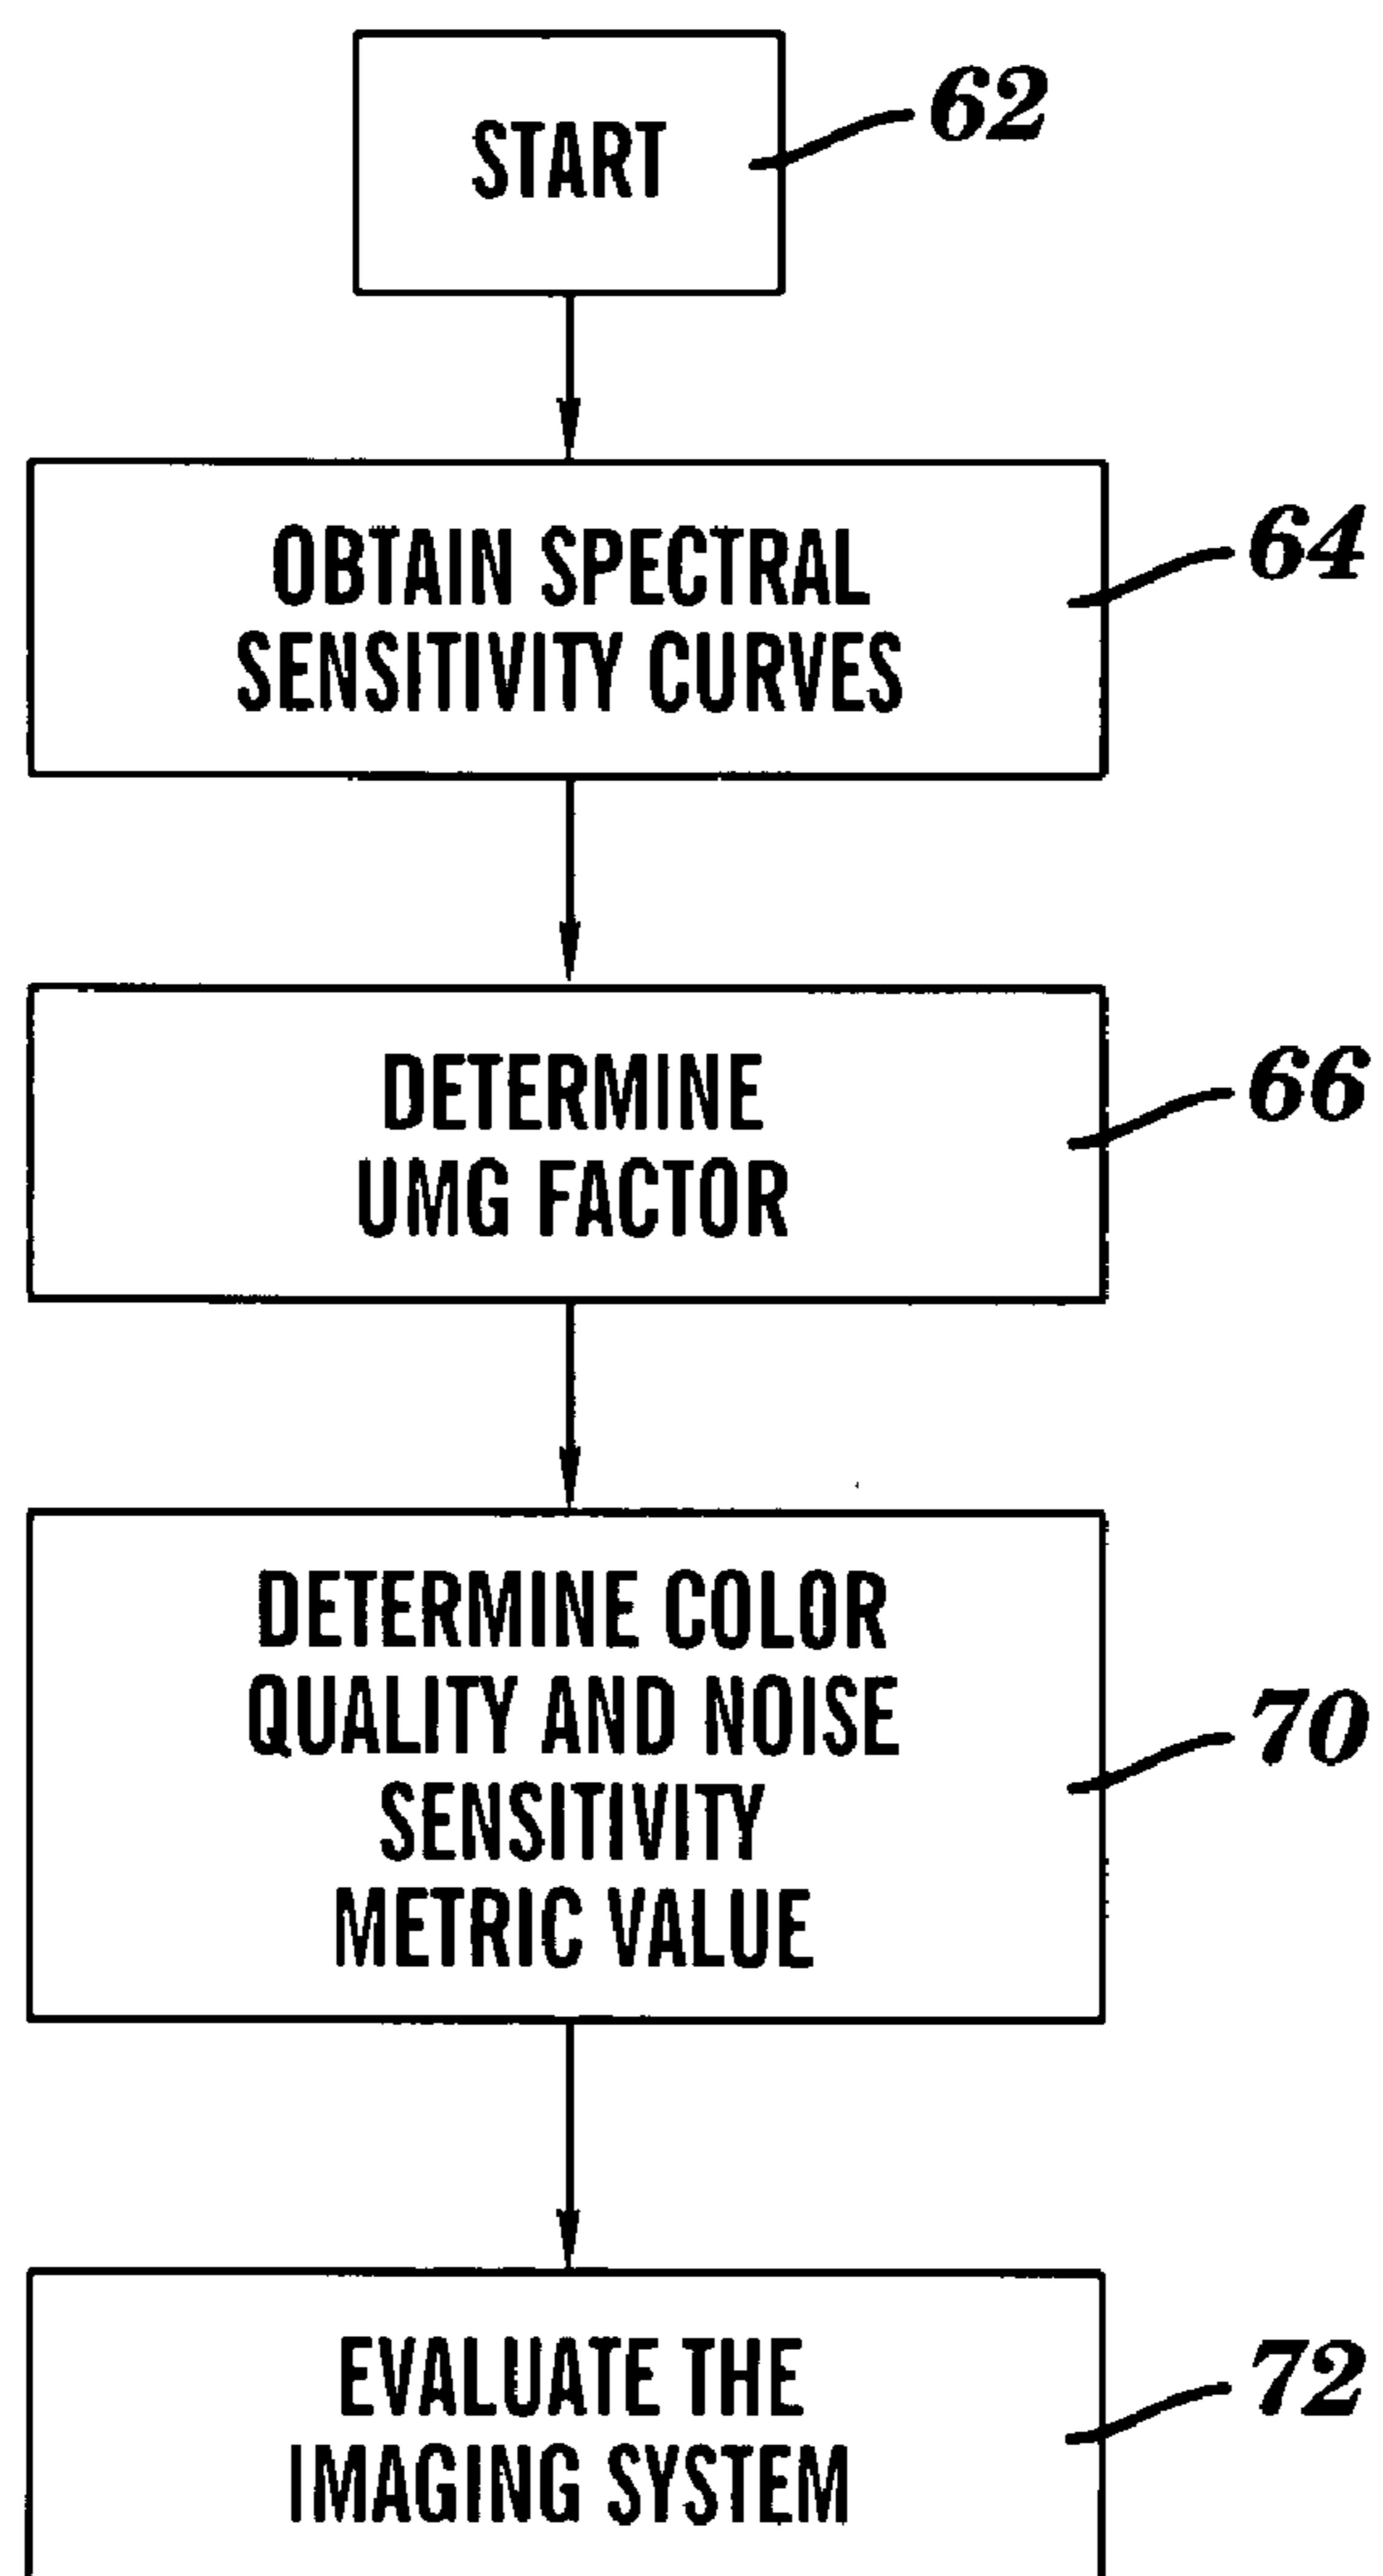 START
62
OBTAIN SPECTRAL
SENSITIVITY CURVES
64
DETERMINE
UMG FACTOR
66
DETERMINE COLOR
QUALITY AND NOISE
SENSITIVITY
METRIC VALUE
70
EVALUATE THE
IMAGING SYSTEM
72